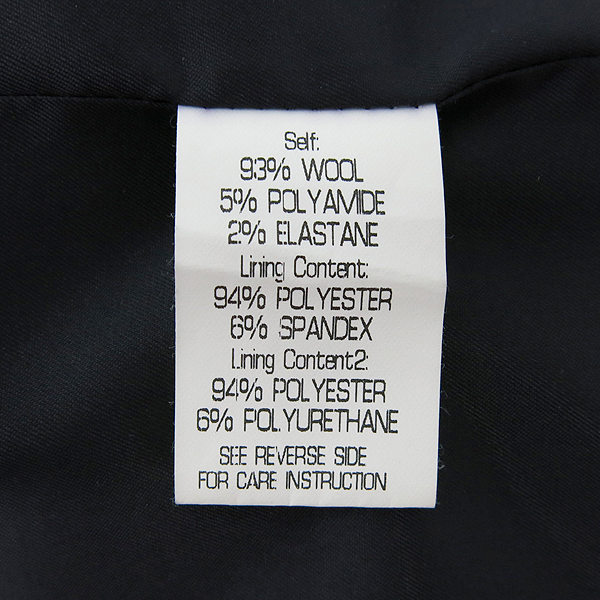 Self:
93% WOOL
5% POLYAMIDE
2% ELASTANE
Lining Content:
94% POLYESTER
6% SPANDEX
Lining Content2:
94% POLYESTER
6% POLYURETHANE
SEE REVERSE SIDE
FOR CARE INSTRUCTION